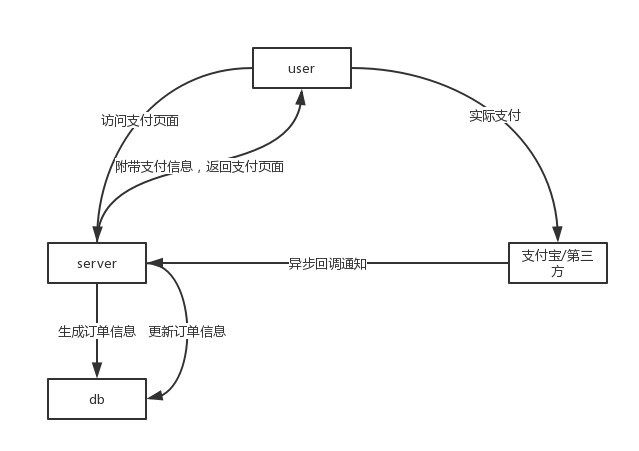 user
访问支付页面
实际支付
附带支付信息，返回支付页面
server
异步回调通知
支付宝/第三
方
生成订单信息
更新订单信息
db